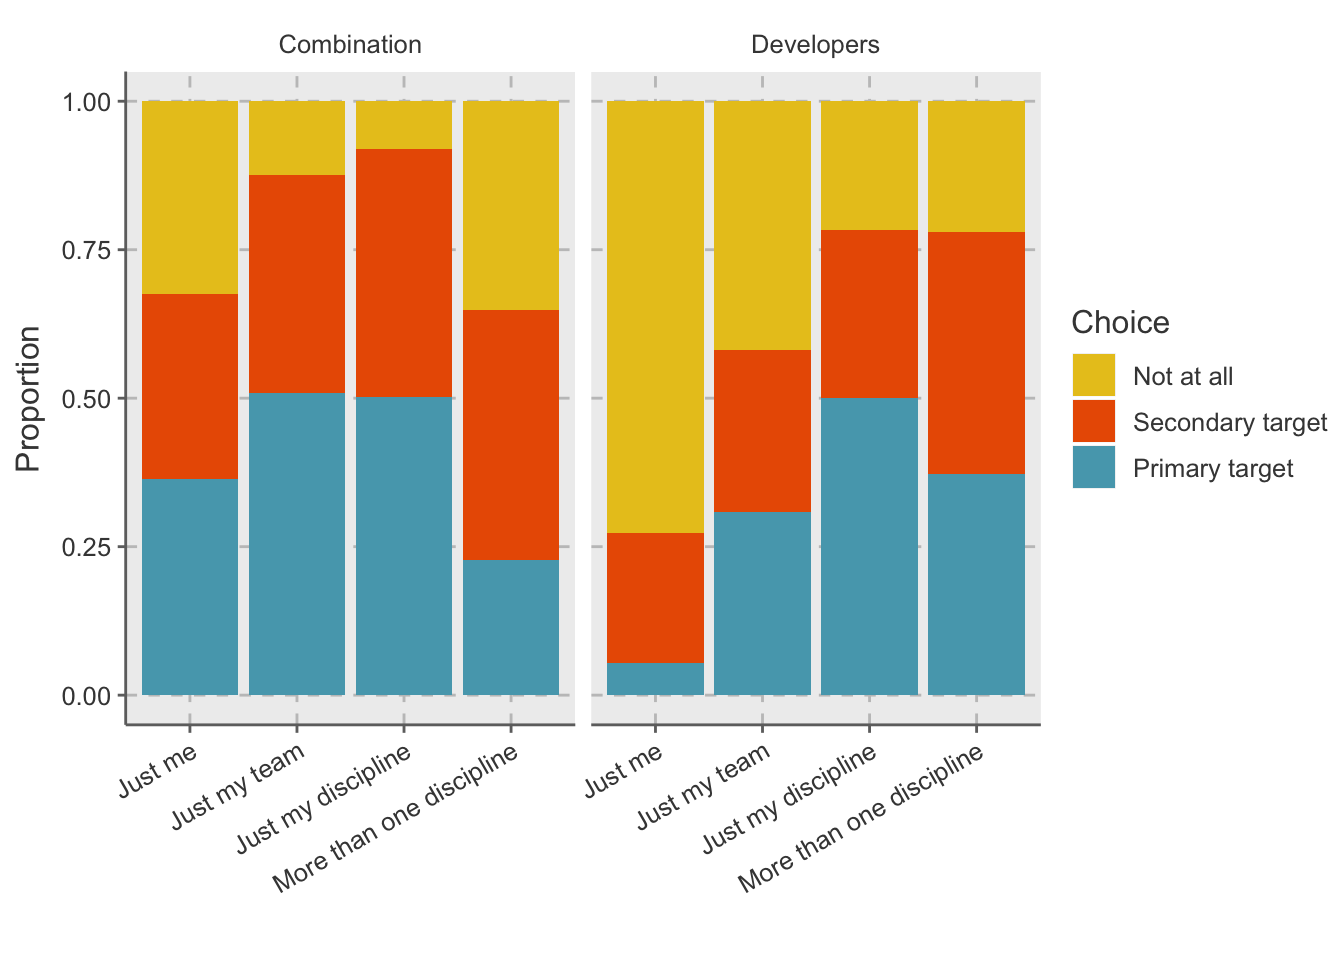 Combination
Developers
1.00
0.75
0.50
0.25
0.00
Proportion
Just me
Just my team
Just my discipline
More than one discipline
Just me
Just my team
Just my discipline
More than one discipline
Choice
Not at all
Secondary target
Primary target